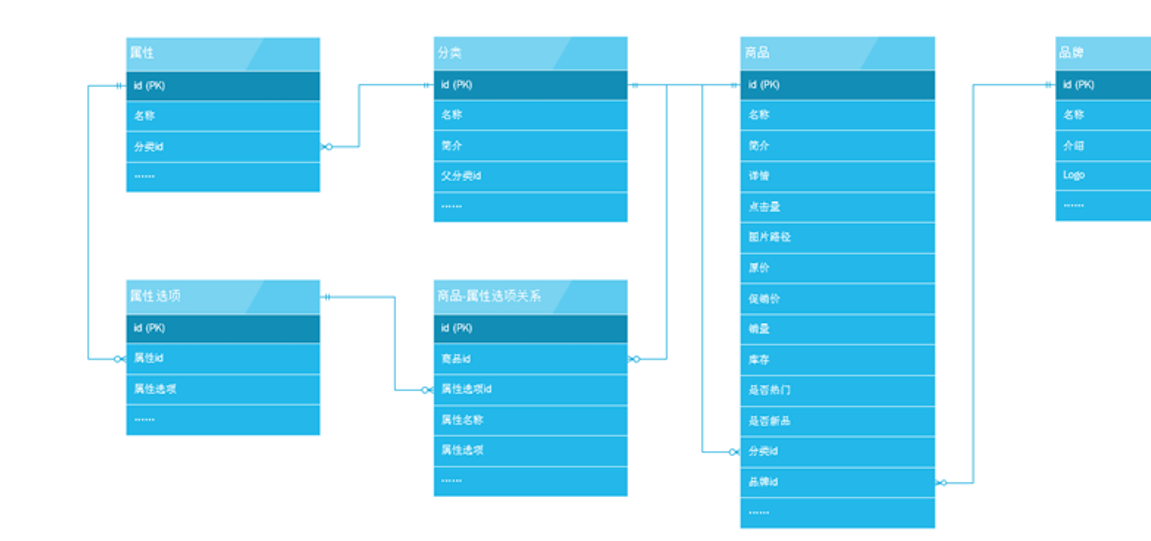 属性
id (PK)
名称
分类id
······
分类
id (PK)
名称
简介
父分类id
······
商品
id (PK)
名称
简介
详情
点击量
图片路径
原价
促销价
销量
库存
是否热门
是否新品
分类id
品牌id
······
品牌
id (PK)
名称
介绍
Logo
······
属性选项
id (PK)
属性id
属性选项
······
商品-属性选项关系
id (PK)
商品id
属性选项id
属性名称
属性选项
······